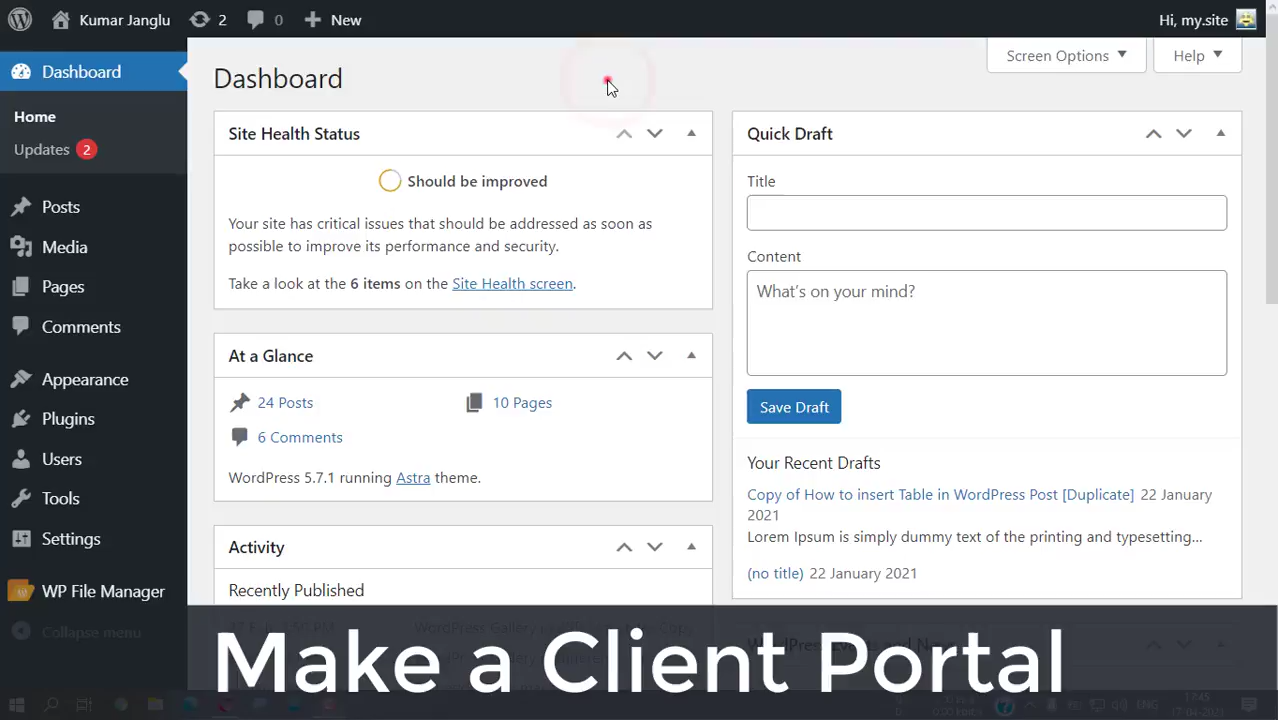 Kumar Janglu
2
0
New
Hi, my.site
Dashboard
Home
Updates 2
Posts
Media
Pages
Comments
Appearance
Plugins
Users
Tools
Settings
WP File Manager
Collapse menu
Screen Options
Help
Dashboard
Site Health Status
Should be improved
Your site has critical issues that should be addressed as soon as
possible to improve its performance and security.
Take a look at the 6 items on the Site Health screen.
At a Glance
24 Posts
10 Pages
6 Comments
WordPress 5.7.1 running Astra theme.
Activity
Recently Published
Quick Draft
Title
Content
What's on your mind?
Save Draft
Your Recent Drafts
Copy of How to insert Table in WordPress Post [Duplicate] 22 January
2021
Lorem Ipsum is simply dummy text of the printing and typesetting...
(no title) 22 January 2021
Make a Client Portal
ENG
17:45